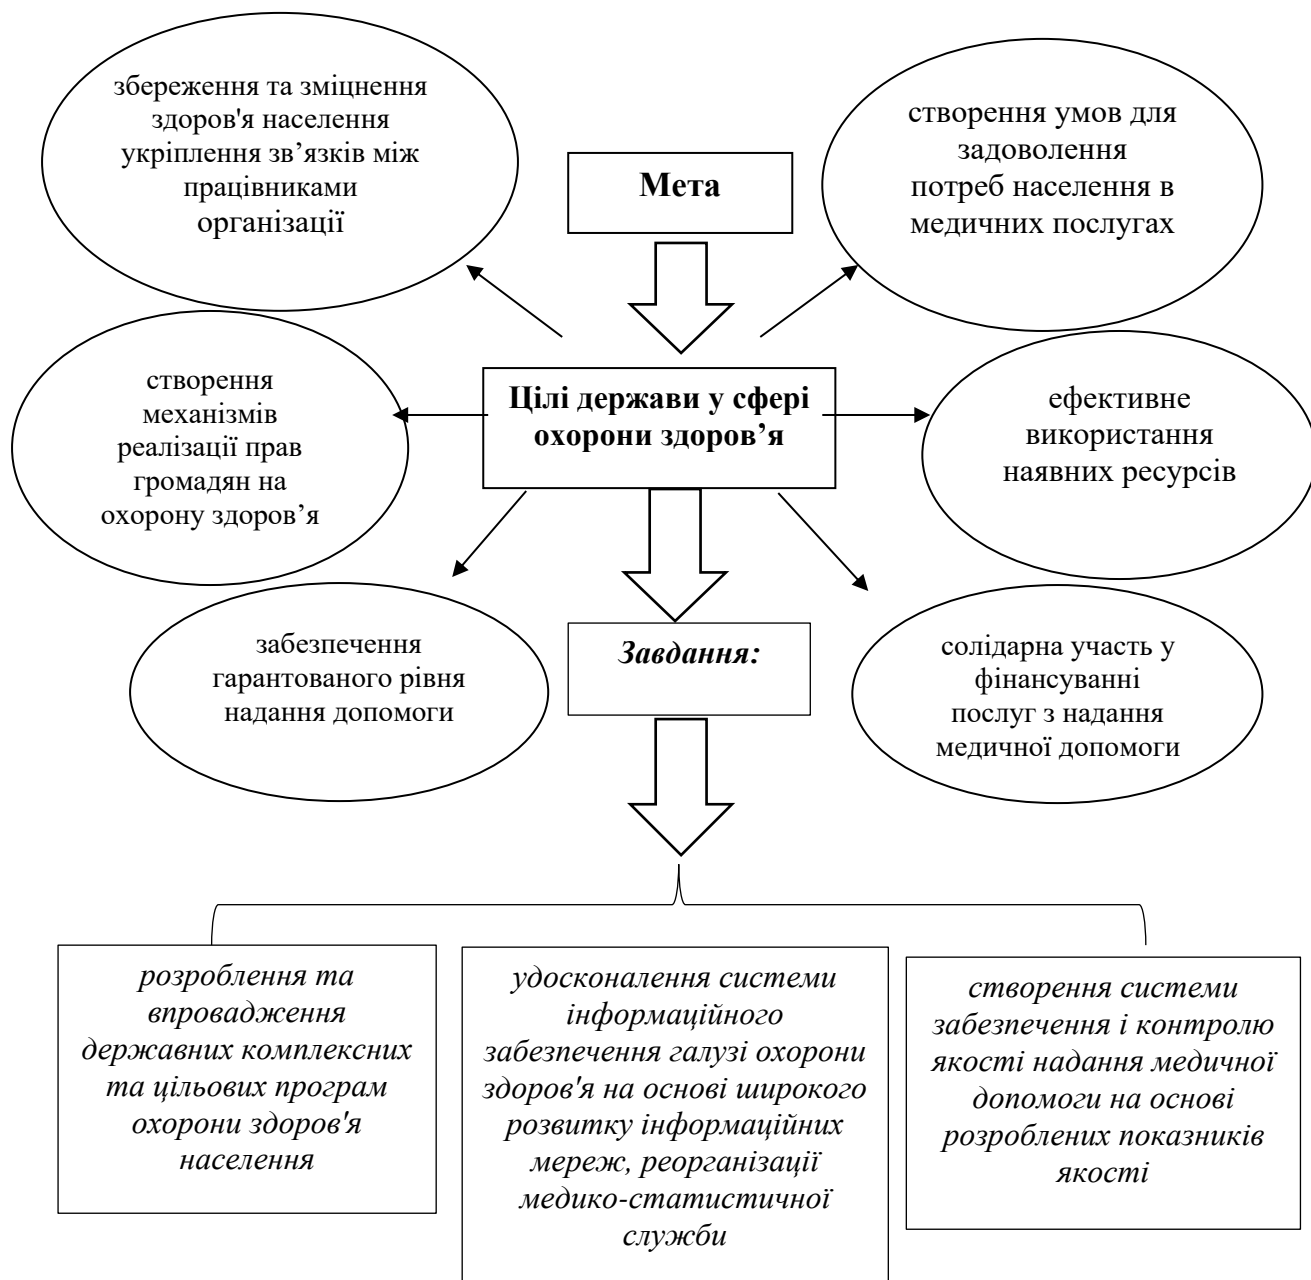 збереження та зміцнення
здоров'я населення
укріплення зв’язків між
працівниками
організації
Мета
створення умов для
задоволення
потреб населення в
медичних послугах
створення
механізмів
реалізації прав
громадян на
охорону здоров’я
Цілі держави у сфері
охорони здоров’я
ефективне
використання
наявних ресурсів
забезпечення
гарантованого рівня
надання допомоги
Завдання:
солідарна участь у
фінансуванні
послуг з надання
медичної допомоги
розроблення та
впровадження
державних комплексних
та цільових програм
охорони здоров'я
населення
удосконалення системи
інформаційного
забезпечення галузі охорони
здоров'я на основі широкого
розвитку інформаційних
мереж, реорганізації
медико-статистичної
служби
створення системи
забезпечення і контролю
якості надання медичної
допомоги на основі
розроблених показників
якості